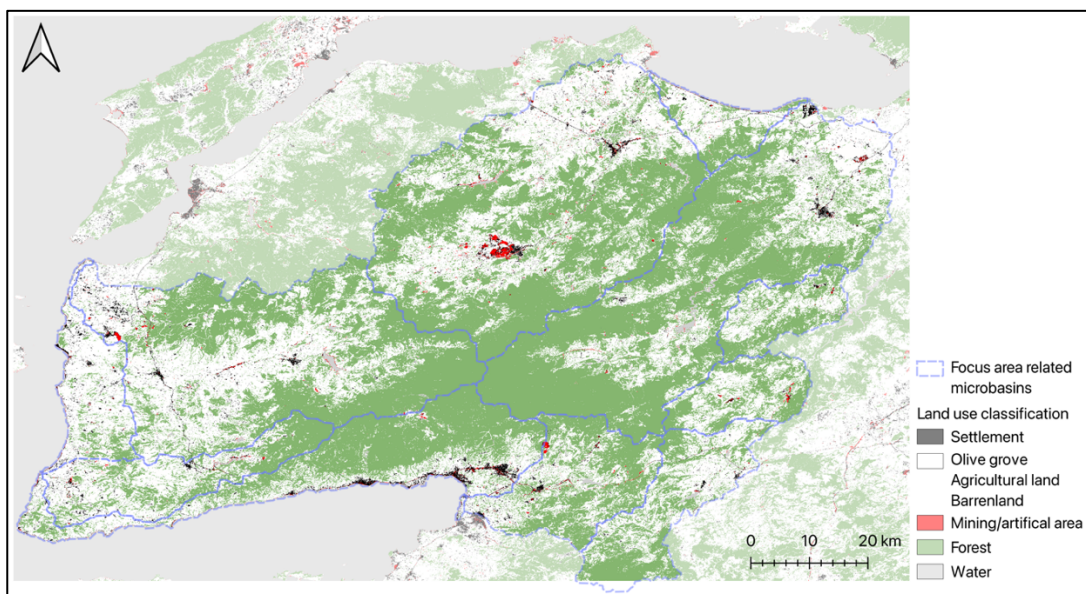 Focus area related
microbasins
Land use classification
Settlement
Olive grove
Agricultural land
Barrenland
Mining/artifical area
Forest
Water
0 10 20 km